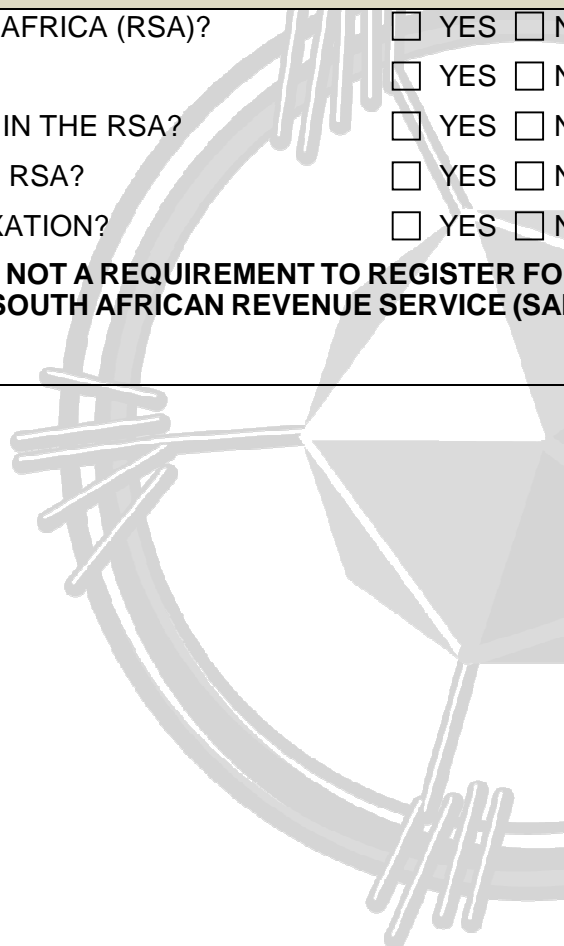 AFRICA (RSA)? ☐ YES ☐ N
☐ YES ☐ N
IN THE RSA? ☐ YES ☐ N
RSA? ☐ YES ☐ N
XATION? ☐ YES ☐ N
NOT A REQUIREMENT TO REGISTER FO
SOUTH AFRICAN REVENUE SERVICE (SA